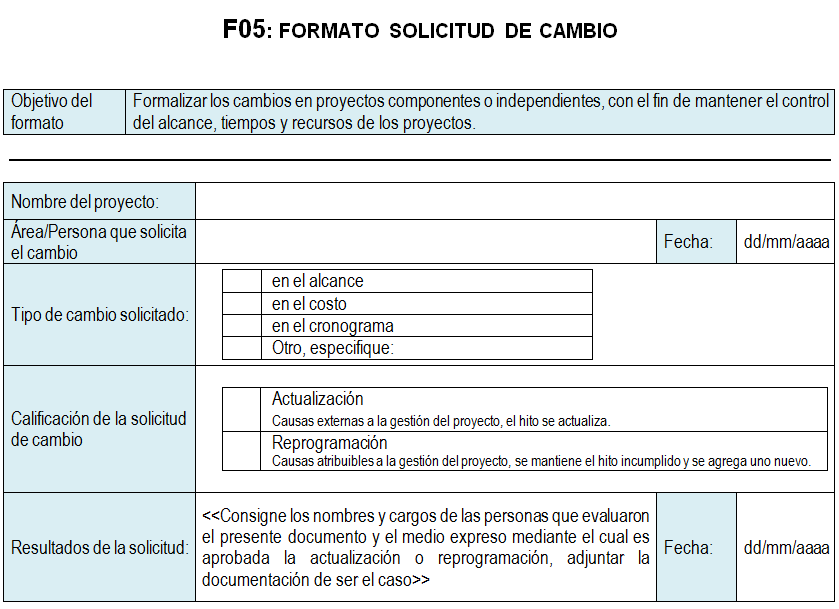 F05: FORMATO SOLICITUD DE CAMBIO
Objetivo del formato
Formalizar los cambios en proyectos componentes o independientes, con el fin de mantener el control
del alcance, tiempos y recursos de los proyectos.
Nombre del proyecto:
Área/Persona que solicita
el cambio
Fecha:
dd/mm/aaaa
Tipo de cambio solicitado:
en el alcance
en el costo
en el cronograma
Otro, especifique:
Calificación de la solicitud
de cambio
Actualización
Causas externas a la gestión del proyecto, el hito se actualiza.
Reprogramación
Causas atribuibles a la gestión del proyecto, se mantiene el hito incumplido y se agrega uno nuevo.
Resultados de la solicitud:
<<Consigne los nombres y cargos de las personas que evaluaron
el presente documento y el medio expreso mediante el cual es
aprobada la actualización o reprogramación, adjuntar la
documentación de ser el caso>>
Fecha:
dd/mm/aaaa